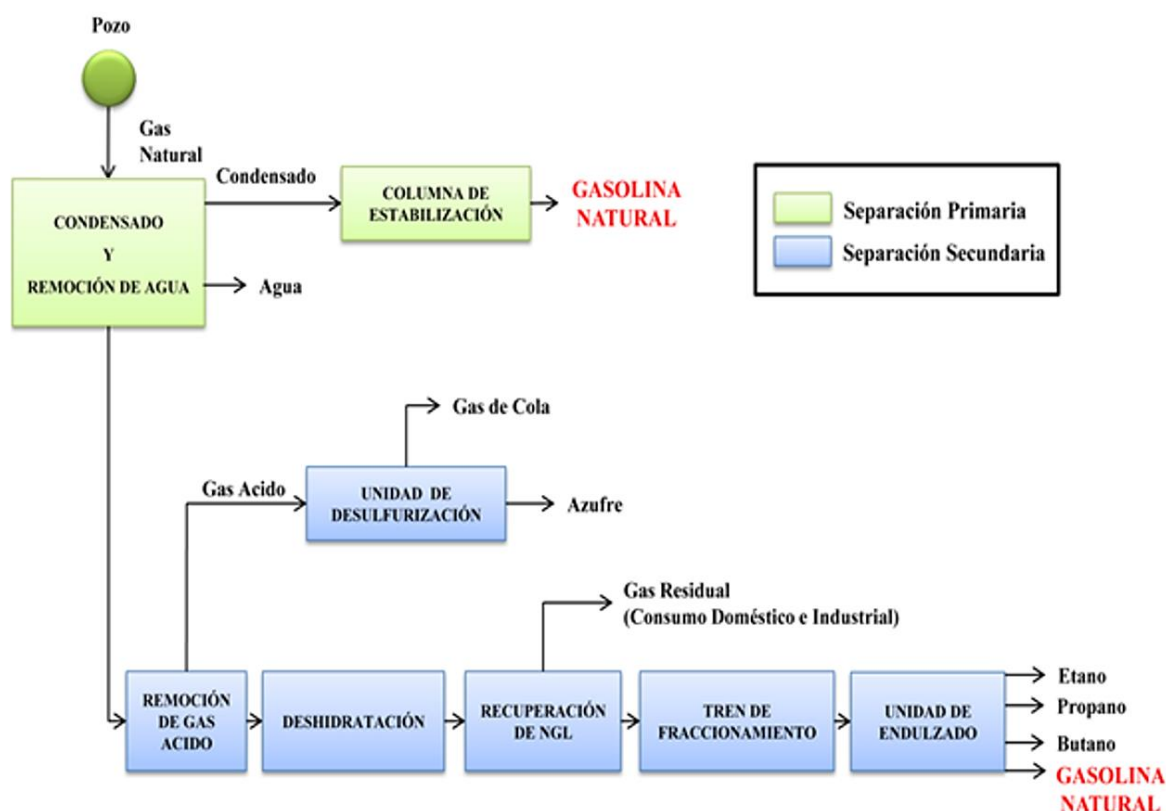 Pozo
Gas
Natural
Condensado
CONDENSADO
Y
REMOCIÓN DE AGUA
COLUMNA DE
ESTABILIZACIÓN
GASOLINA
NATURAL
Agua
Separación Primaria
Separación Secundaria
Gas de Cola
Gas Acido
UNIDAD DE
DESULFURIZACIÓN
Azufre
Gas Residual
(Consumo Doméstico e Industrial)
REMOCIÓN
DE GAS
ACIDO
DESHIDRATACIÓN
RECUPERACIÓN
DE NGL
TREN DE
FRACCIONAMIENTO
UNIDAD DE
ENDULZADO
Etano
Propano
Butano
GASOLINA
NATURAL